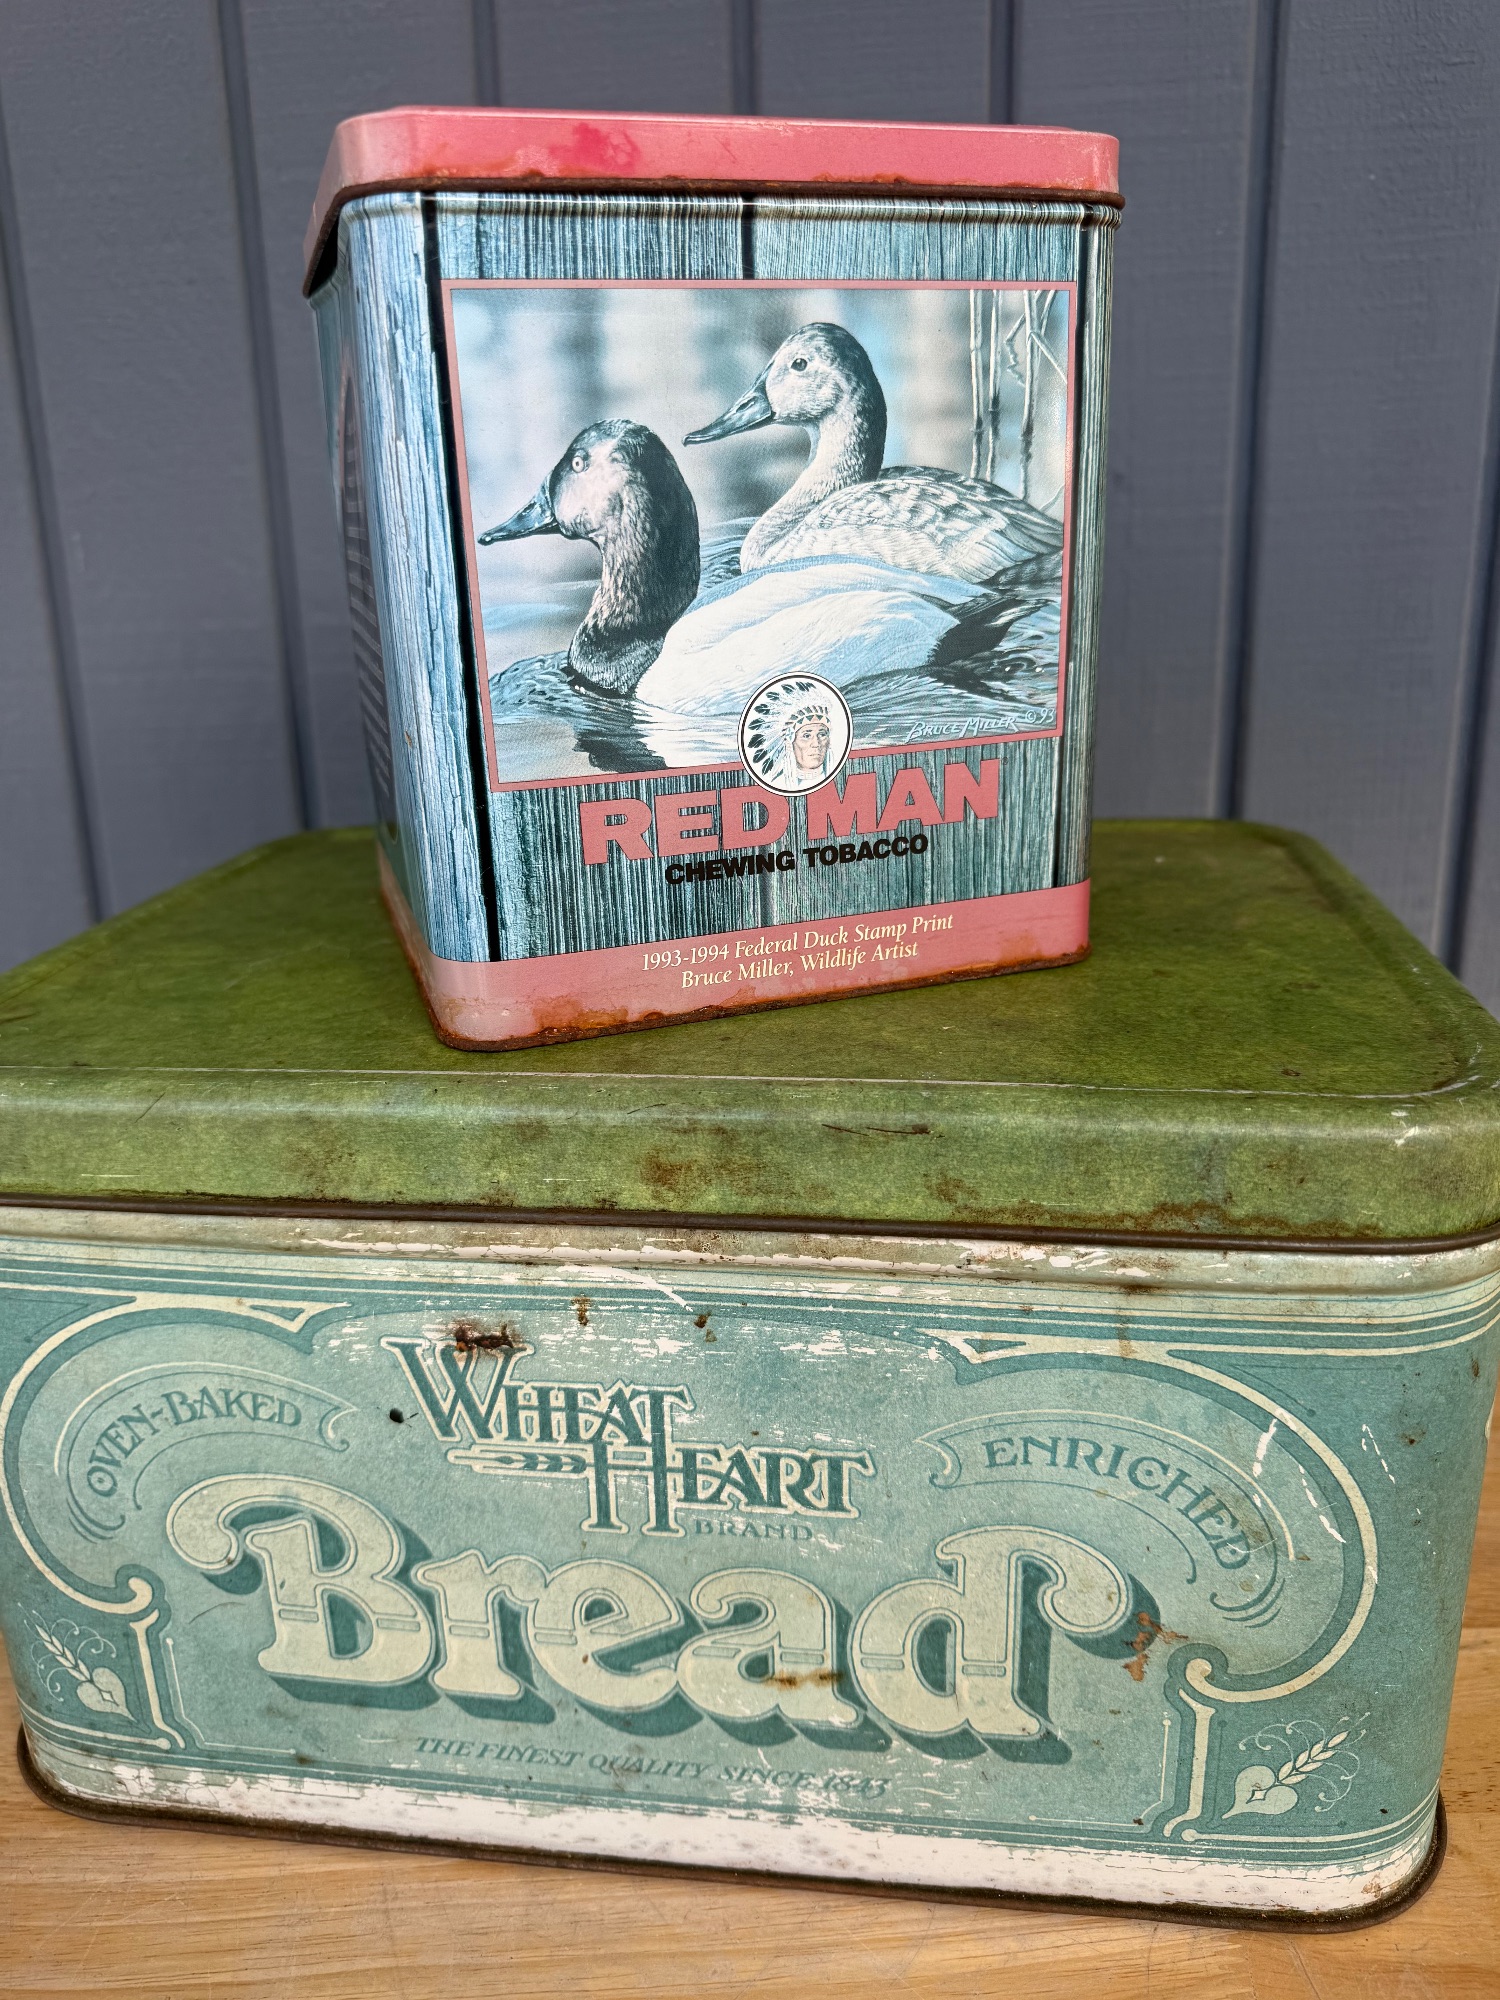 BRUCE MILLER © 93
RED MAN
CHEWING TOBACCO
1993-1994 Federal Duck Stamp Print
Bruce Miller, Wildlife Artist
OVEN-BAKED
WHEAT
HEART
BRAND
ENRICHED
Bread
THE FINEST QUALITY SINCE 1843